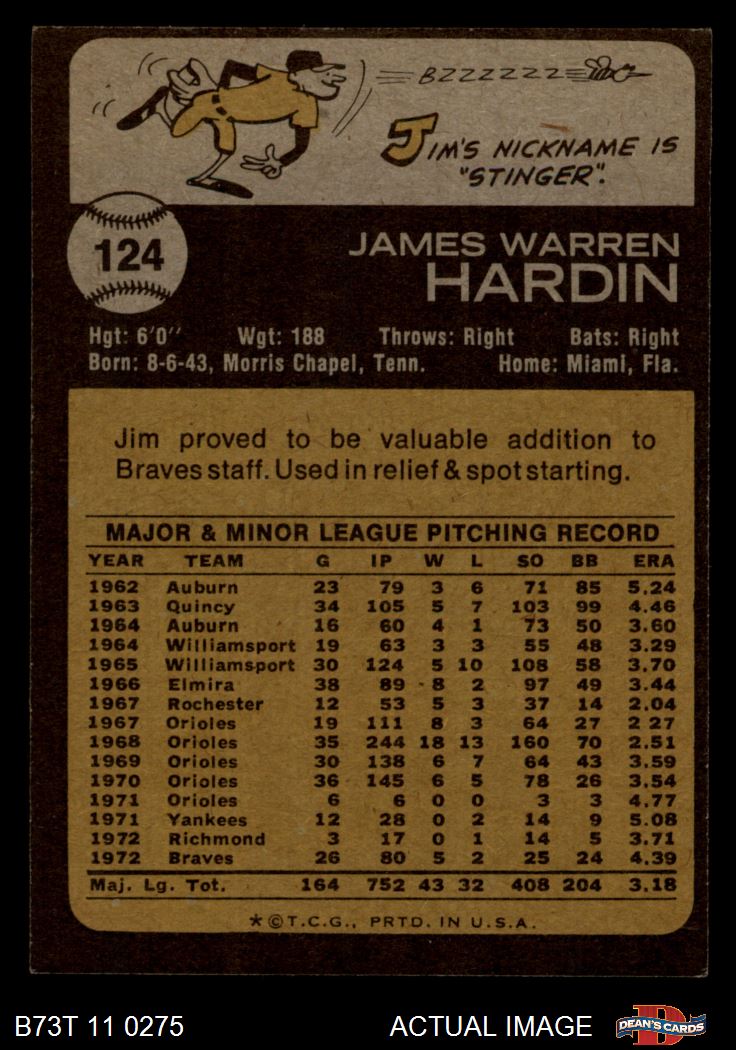 BZZZZZZZ
JIM'S NICKNAME IS
"STINGER".
124
JAMES WARREN
HARDIN
Hgt: 6'0" Wgt: 188 Throws: Right Bats: Right
Born: 8-6-43, Morris Chapel, Tenn. Home: Miami, Fla.
Jim proved to be valuable addition to
Braves staff. Used in relief & spot starting.
MAJOR & MINOR LEAGUE PITCHING RECORD
YEAR TEAM G IP W L SO BB ERA
1962 Auburn 23 79 3 6 71 85 5.24
1963 Quincy 34 105 5 7 103 99 4.46
1964 Auburn 16 60 4 1 73 50 3.60
1964 Williamsport 19 63 3 3 55 48 3.29
1965 Williamsport 30 124 5 10 108 58 3.70
1966 Elmira 38 89 8 2 97 49 3.44
1967 Rochester 12 53 5 3 37 14 2.04
1967 Orioles 19 111 8 3 64 27 2 27
1968 Orioles 35 244 18 13 160 70 2.51
1969 Orioles 30 138 6 7 64 43 3.59
1970 Orioles 36 145 6 5 78 26 3.54
1971 Orioles 6 6 0 0 3 3 4.77
1971 Yankees 12 28 0 2 14 9 5.08
1972 Richmond 3 17 0 1 14 5 3.71
1972 Braves 26 80 5 2 25 24 4.39
Maj. Lg. Tot. 164 752 43 32 408 204 3.18
*©T.C.G., PRTD. IN U.S.A.
B73T 11 0275 ACTUAL IMAGE D DEAN'S CARDS